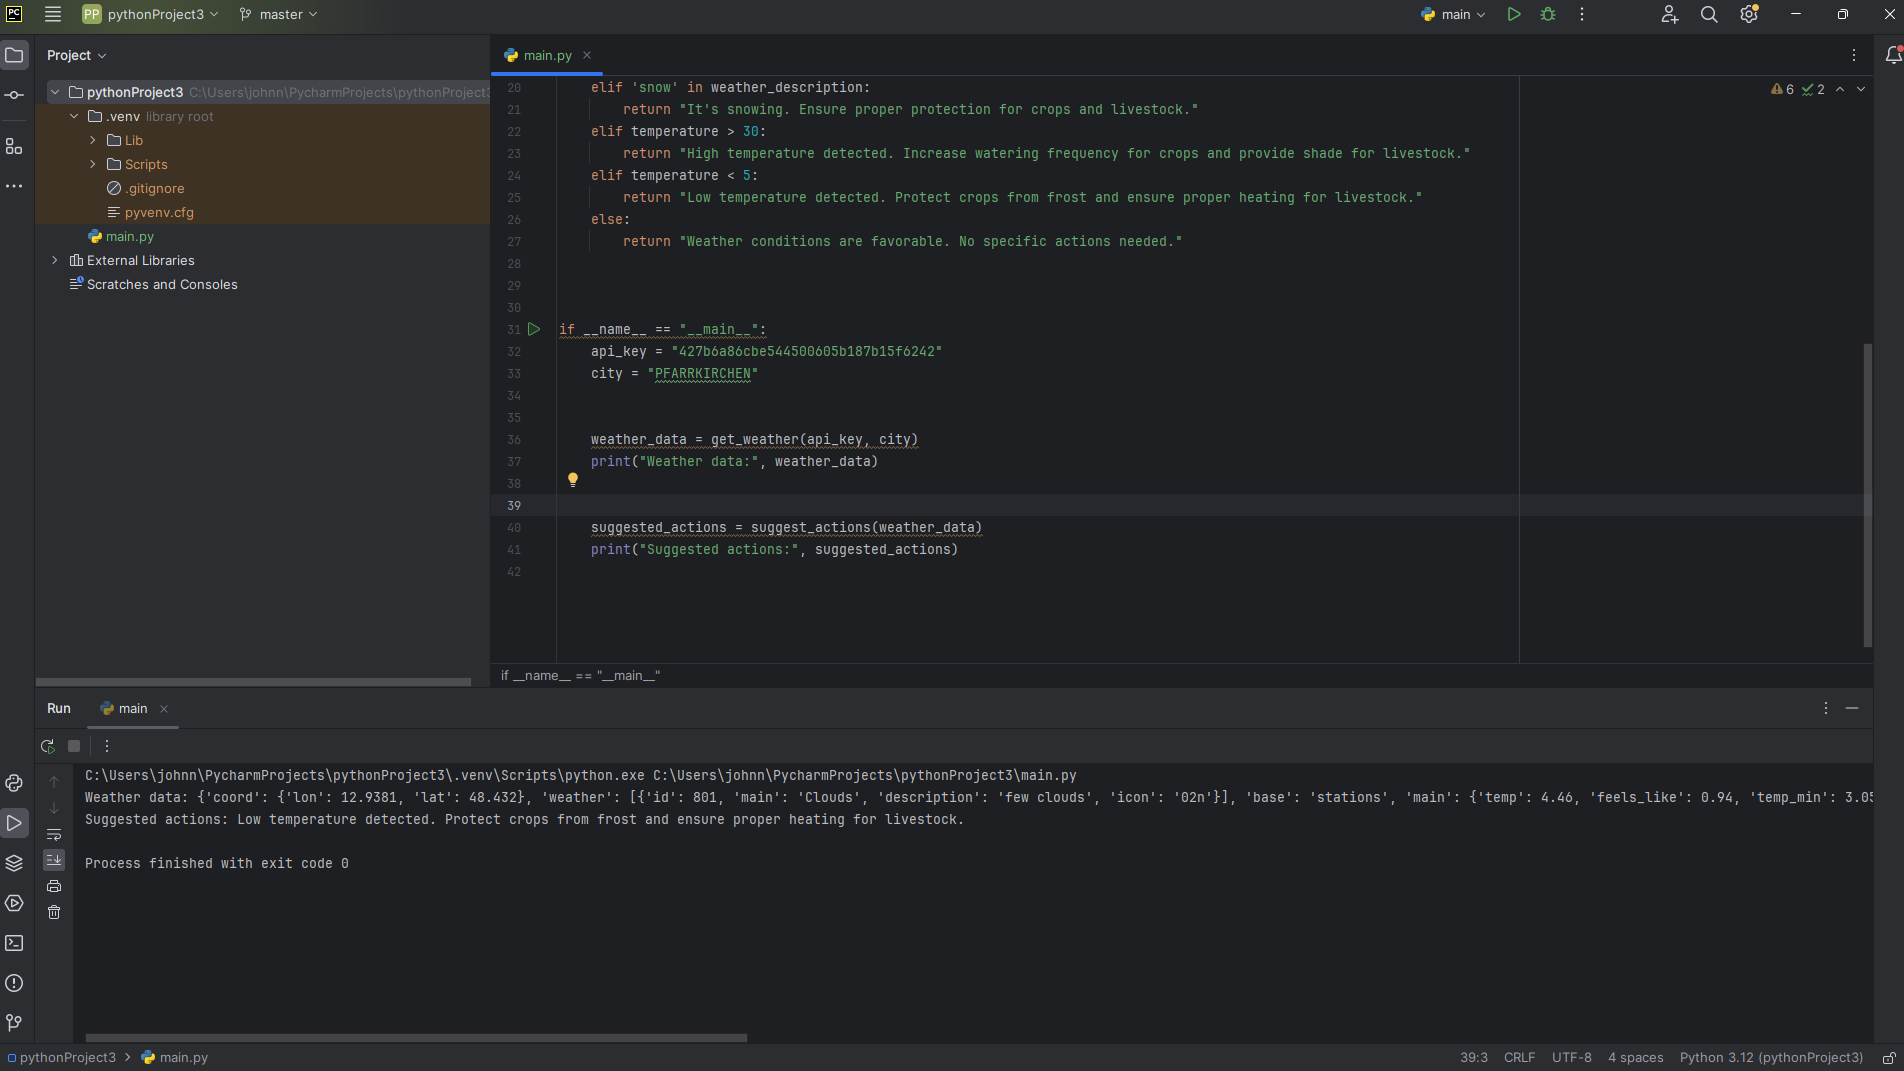 PC PP pythonProject3 master main
Project
pythonProject3 C:\Users\johnn\PycharmProjects\pythonProject3
.venv library root
Lib
Scripts
.gitignore
pyvenv.cfg
main.py
External Libraries
Scratches and Consoles
main.py
6 2
20 elif 'snow' in weather_description:
21 return "It's snowing. Ensure proper protection for crops and livestock."
22 elif temperature > 30:
23 return "High temperature detected. Increase watering frequency for crops and provide shade for livestock."
24 elif temperature < 5:
25 return "Low temperature detected. Protect crops from frost and ensure proper heating for livestock."
26 else:
27 return "Weather conditions are favorable. No specific actions needed."
28
29
30
31 if __name__ == "__main__":
32 api_key = "427b6a86cbe544500605b187b15f6242"
33 city = "PFARRKIRCHEN"
34
35
36 weather_data = get_weather(api_key, city)
37 print("Weather data:", weather_data)
38
39
40 suggested_actions = suggest_actions(weather_data)
41 print("Suggested actions:", suggested_actions)
42
if __name__ == "__main__"
Run main
C:\Users\johnn\PycharmProjects\pythonProject3\.venv\Scripts\python.exe C:\Users\johnn\PycharmProjects\pythonProject3\main.py
Weather data: {'coord': {'lon': 12.9381, 'lat': 48.432}, 'weather': [{'id': 801, 'main': 'Clouds', 'description': 'few clouds', 'icon': '02n'}], 'base': 'stations', 'main': {'temp': 4.46, 'feels_like': 0.94, 'temp_min': 3.05
Suggested actions: Low temperature detected. Protect crops from frost and ensure proper heating for livestock.
Process finished with exit code 0
pythonProject3 > main.py 39:3 CRLF UTF-8 4 spaces Python 3.12 (pythonProject3)